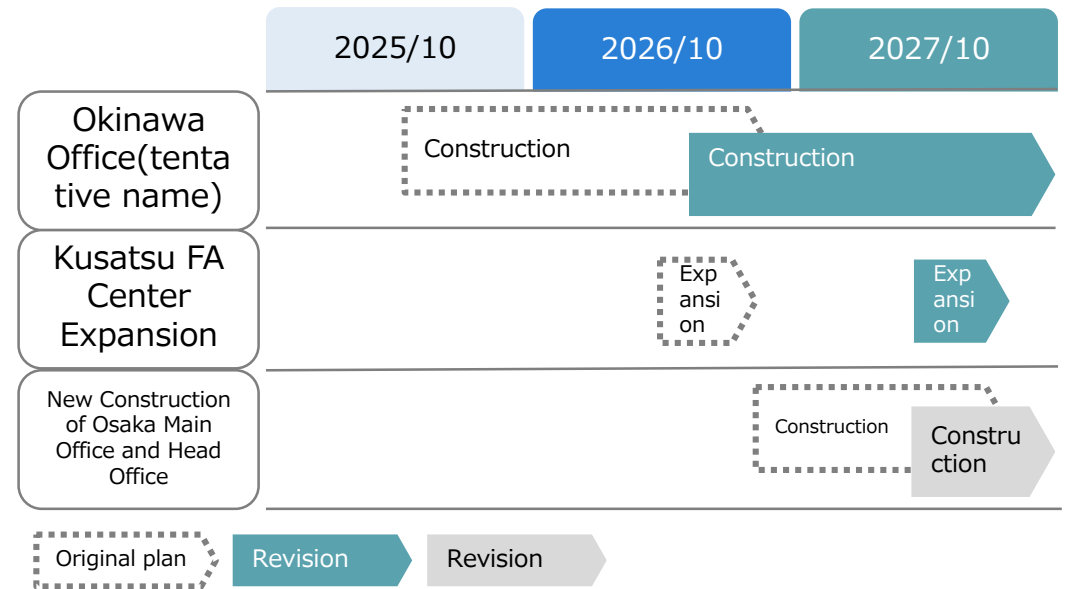 2025/10
2026/10
2027/10
Okinawa
Office(tenta
tive name)
Construction
Construction
Kusatsu FA
Center
Expansion
Exp
ansi
on
Exp
ansi
on
New Construction
of Osaka Main
Office and Head
Office
Construction
Constru
ction
Original plan
Revision
Revision